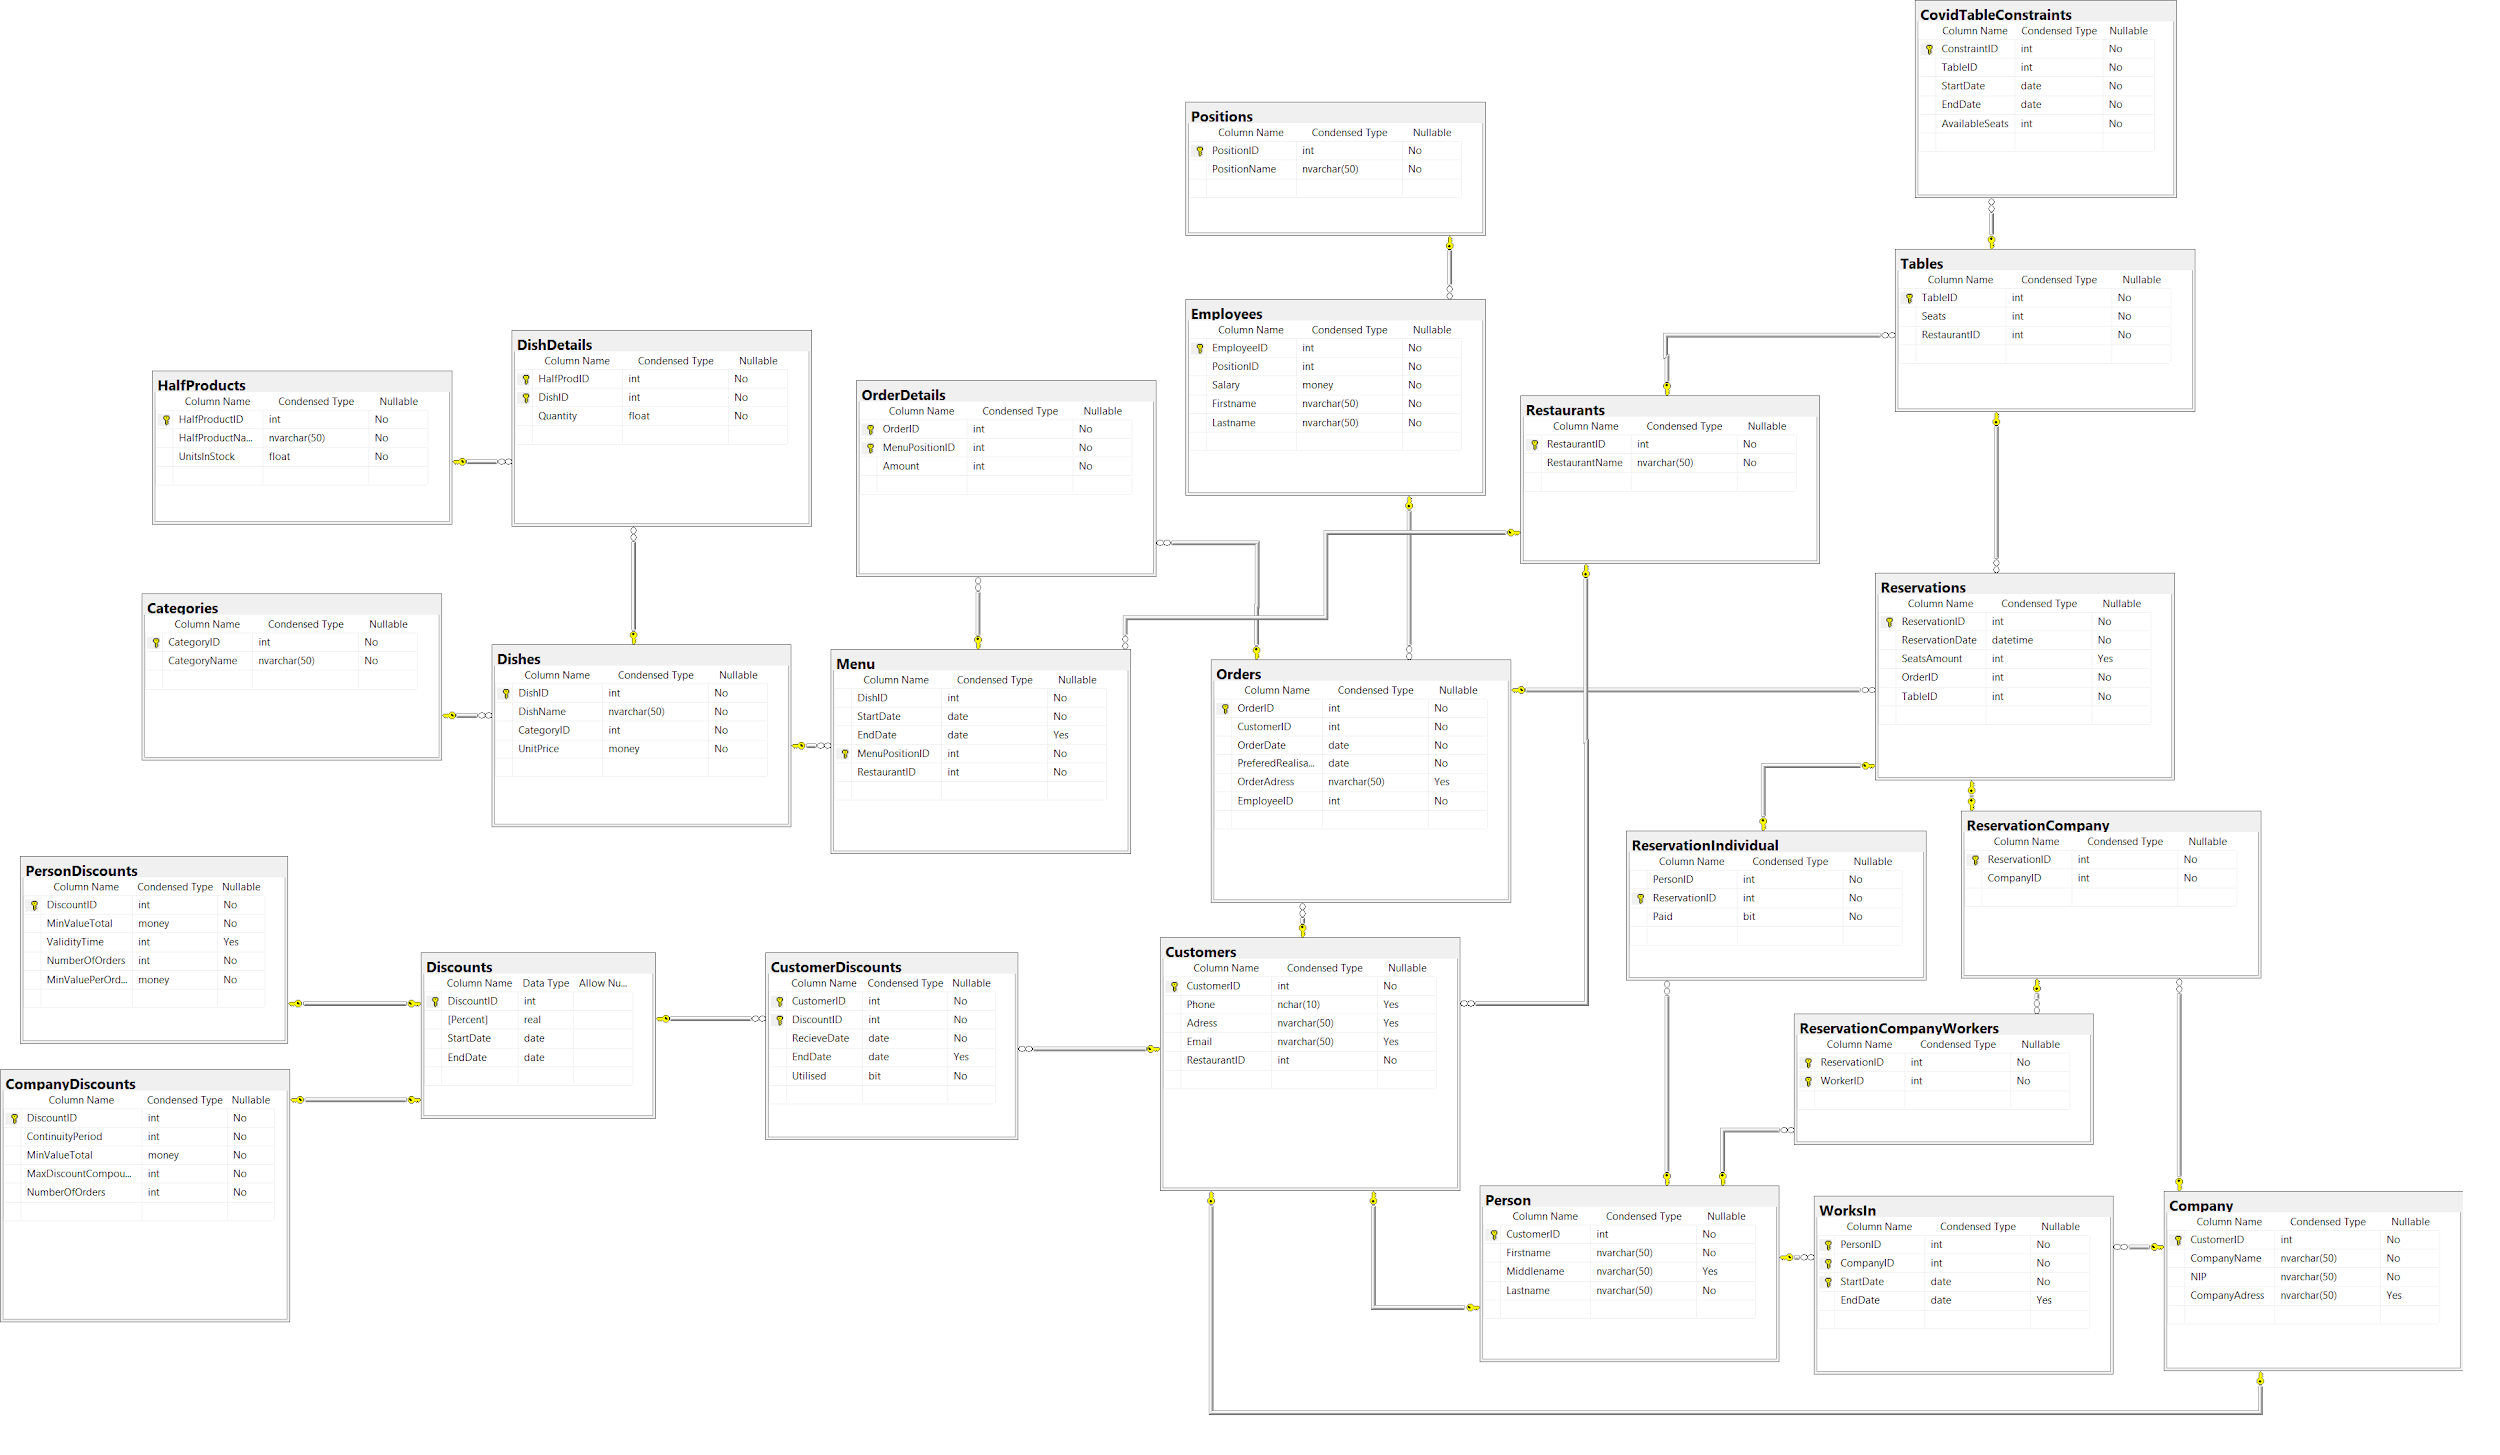 CovidTableConstraints
Column Name Condensed Type Nullable
ConstraintID int No
TableID int No
StartDate date No
EndDate date No
AvailableSeats int No
Positions
Column Name Condensed Type Nullable
PositionID int No
PositionName nvarchar(50) No
Tables
Column Name Condensed Type Nullable
TableID int No
Seats int No
RestaurantID int No
Employees
Column Name Condensed Type Nullable
EmployeeID int No
PositionID int No
Salary money No
Firstname nvarchar(50) No
Lastname nvarchar(50) No
DishDetails
Column Name Condensed Type Nullable
HalfProdID int No
DishID int No
Quantity float No
HalfProducts
Column Name Condensed Type Nullable
HalfProductID int No
HalfProductNa... nvarchar(50) No
UnitsInStock float No
OrderDetails
Column Name Condensed Type Nullable
OrderID int No
MenuPositionID int No
Amount int No
Restaurants
Column Name Condensed Type Nullable
RestaurantID int No
RestaurantName nvarchar(50) No
Reservations
Column Name Condensed Type Nullable
ReservationID int No
ReservationDate datetime No
SeatsAmount int Yes
OrderID int No
TableID int No
Categories
Column Name Condensed Type Nullable
CategoryID int No
CategoryName nvarchar(50) No
Dishes
Column Name Condensed Type Nullable
DishID int No
DishName nvarchar(50) No
CategoryID int No
UnitPrice money No
Menu
Column Name Condensed Type Nullable
DishID int No
StartDate date No
EndDate date Yes
MenuPositionID int No
RestaurantID int No
Orders
Column Name Condensed Type Nullable
OrderID int No
CustomerID int No
OrderDate date No
PreferedRealisa... date No
OrderAdress nvarchar(50) Yes
EmployeeID int No
ReservationIndividual
Column Name Condensed Type Nullable
PersonID int No
ReservationID int No
Paid bit No
ReservationCompany
Column Name Condensed Type Nullable
ReservationID int No
CompanyID int No
PersonDiscounts
Column Name Condensed Type Nullable
DiscountID int No
MinValueTotal money No
ValidityTime int Yes
NumberOfOrders int No
MinValuePerOrd... money No
Discounts
Column Name Data Type Allow Nu...
DiscountID int
[Percent] real
StartDate date
EndDate date
CustomerDiscounts
Column Name Condensed Type Nullable
CustomerID int No
DiscountID int No
RecieveDate date No
EndDate date Yes
Utilised bit No
Customers
Column Name Condensed Type Nullable
CustomerID int No
Phone nchar(10) Yes
Adress nvarchar(50) Yes
Email nvarchar(50) Yes
RestaurantID int No
ReservationCompanyWorkers
Column Name Condensed Type Nullable
ReservationID int No
WorkerID int No
CompanyDiscounts
Column Name Condensed Type Nullable
DiscountID int No
ContinuityPeriod int No
MinValueTotal money No
MaxDiscountCompou... int No
NumberOfOrders int No
Person
Column Name Condensed Type Nullable
CustomerID int No
Firstname nvarchar(50) No
Middlename nvarchar(50) Yes
Lastname nvarchar(50) No
WorksIn
Column Name Condensed Type Nullable
PersonID int No
CompanyID int No
StartDate date No
EndDate date Yes
Company
Column Name Condensed Type Nullable
CustomerID int No
CompanyName nvarchar(50) No
NIP nvarchar(50) No
CompanyAdress nvarchar(50) Yes